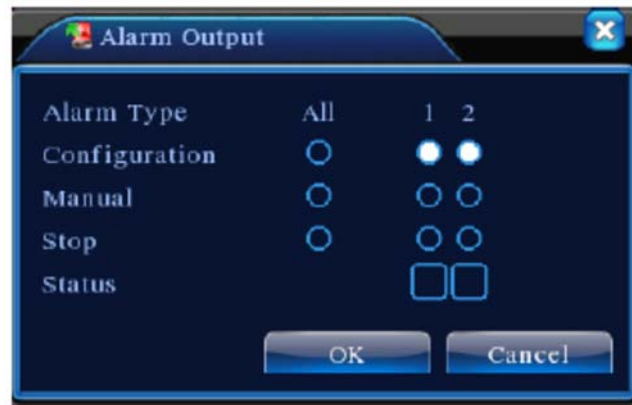 Alarm Output
Alarm Type All 1 2
Configuration
Manual
Stop
Status
OK Cancel